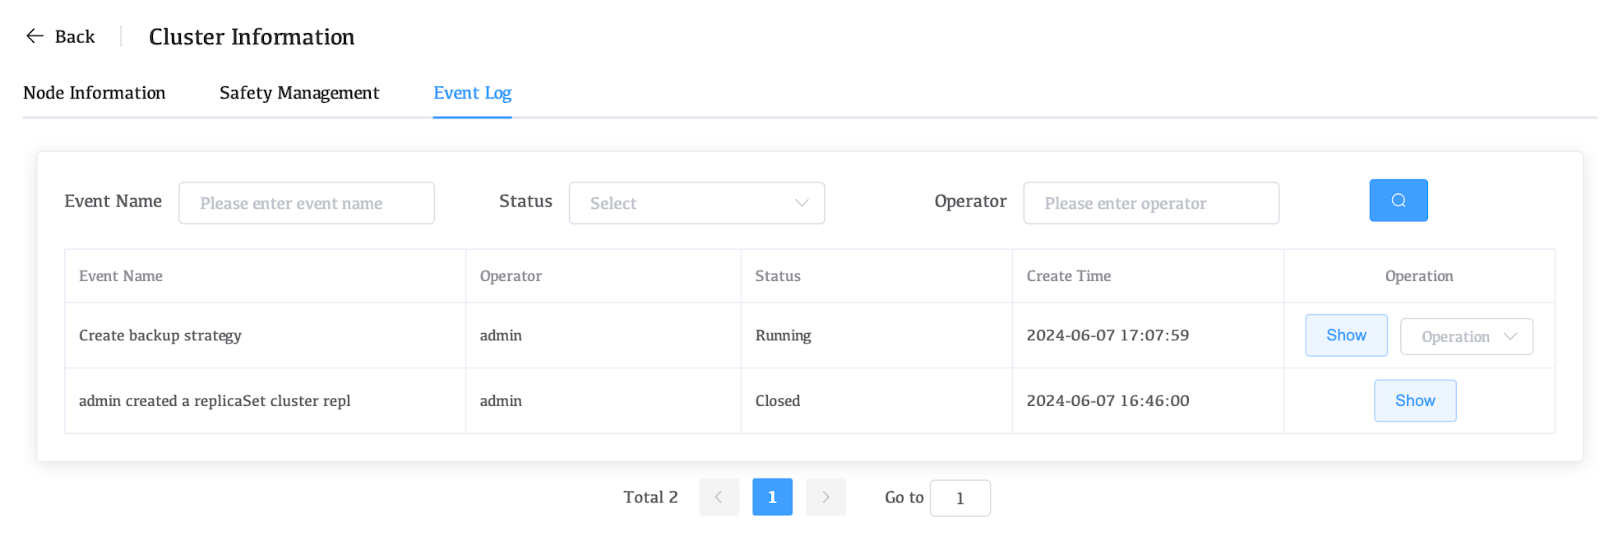 Back Cluster Information
Node Information Safety Management Event Log
Event Name Please enter event name Status Select Operator Please enter operator
Event Name Operator Status Create Time Operation
Create backup strategy admin Running 2024-06-07 17:07:59 Show Operation
admin created a replicaSet cluster repl admin Closed 2024-06-07 16:46:00 Show
Total 2 1 Go to 1